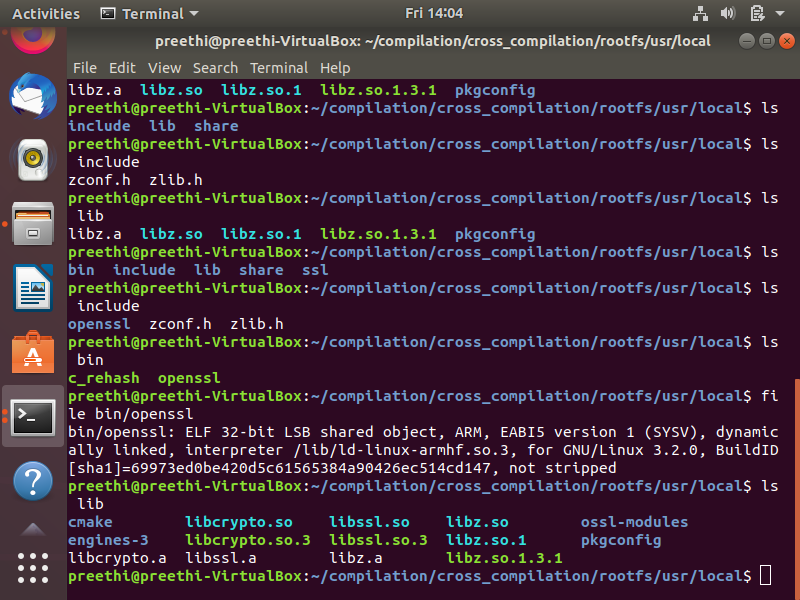 Activities Terminal Fri 14:04
preethi@preethi-VirtualBox: ~/compilation/cross_compilation/rootfs/usr/local
File Edit View Search Terminal Help
libz.a libz.so libz.so.1 libz.so.1.3.1 pkgconfig
preethi@preethi-VirtualBox:~/compilation/cross_compilation/rootfs/usr/local$ ls
include lib share
preethi@preethi-VirtualBox:~/compilation/cross_compilation/rootfs/usr/local$ ls
include
zconf.h zlib.h
preethi@preethi-VirtualBox:~/compilation/cross_compilation/rootfs/usr/local$ ls
lib
libz.a libz.so libz.so.1 libz.so.1.3.1 pkgconfig
preethi@preethi-VirtualBox:~/compilation/cross_compilation/rootfs/usr/local$ ls
bin include lib share ssl
preethi@preethi-VirtualBox:~/compilation/cross_compilation/rootfs/usr/local$ ls
include
openssl zconf.h zlib.h
preethi@preethi-VirtualBox:~/compilation/cross_compilation/rootfs/usr/local$ ls
bin
c_rehash openssl
preethi@preethi-VirtualBox:~/compilation/cross_compilation/rootfs/usr/local$ fi
le bin/openssl
bin/openssl: ELF 32-bit LSB shared object, ARM, EABI5 version 1 (SYSV), dynamic
ally linked, interpreter /lib/ld-linux-armhf.so.3, for GNU/Linux 3.2.0, BuildID
[sha1]=69973ed0be420d5c61565384a90426ec514cd147, not stripped
preethi@preethi-VirtualBox:~/compilation/cross_compilation/rootfs/usr/local$ ls
lib
cmake libcrypto.so libssl.so libz.so ossl-modules
engines-3 libcrypto.so.3 libssl.so.3 libz.so.1 pkgconfig
libcrypto.a libssl.a libz.a libz.so.1.3.1
preethi@preethi-VirtualBox:~/compilation/cross_compilation/rootfs/usr/local$